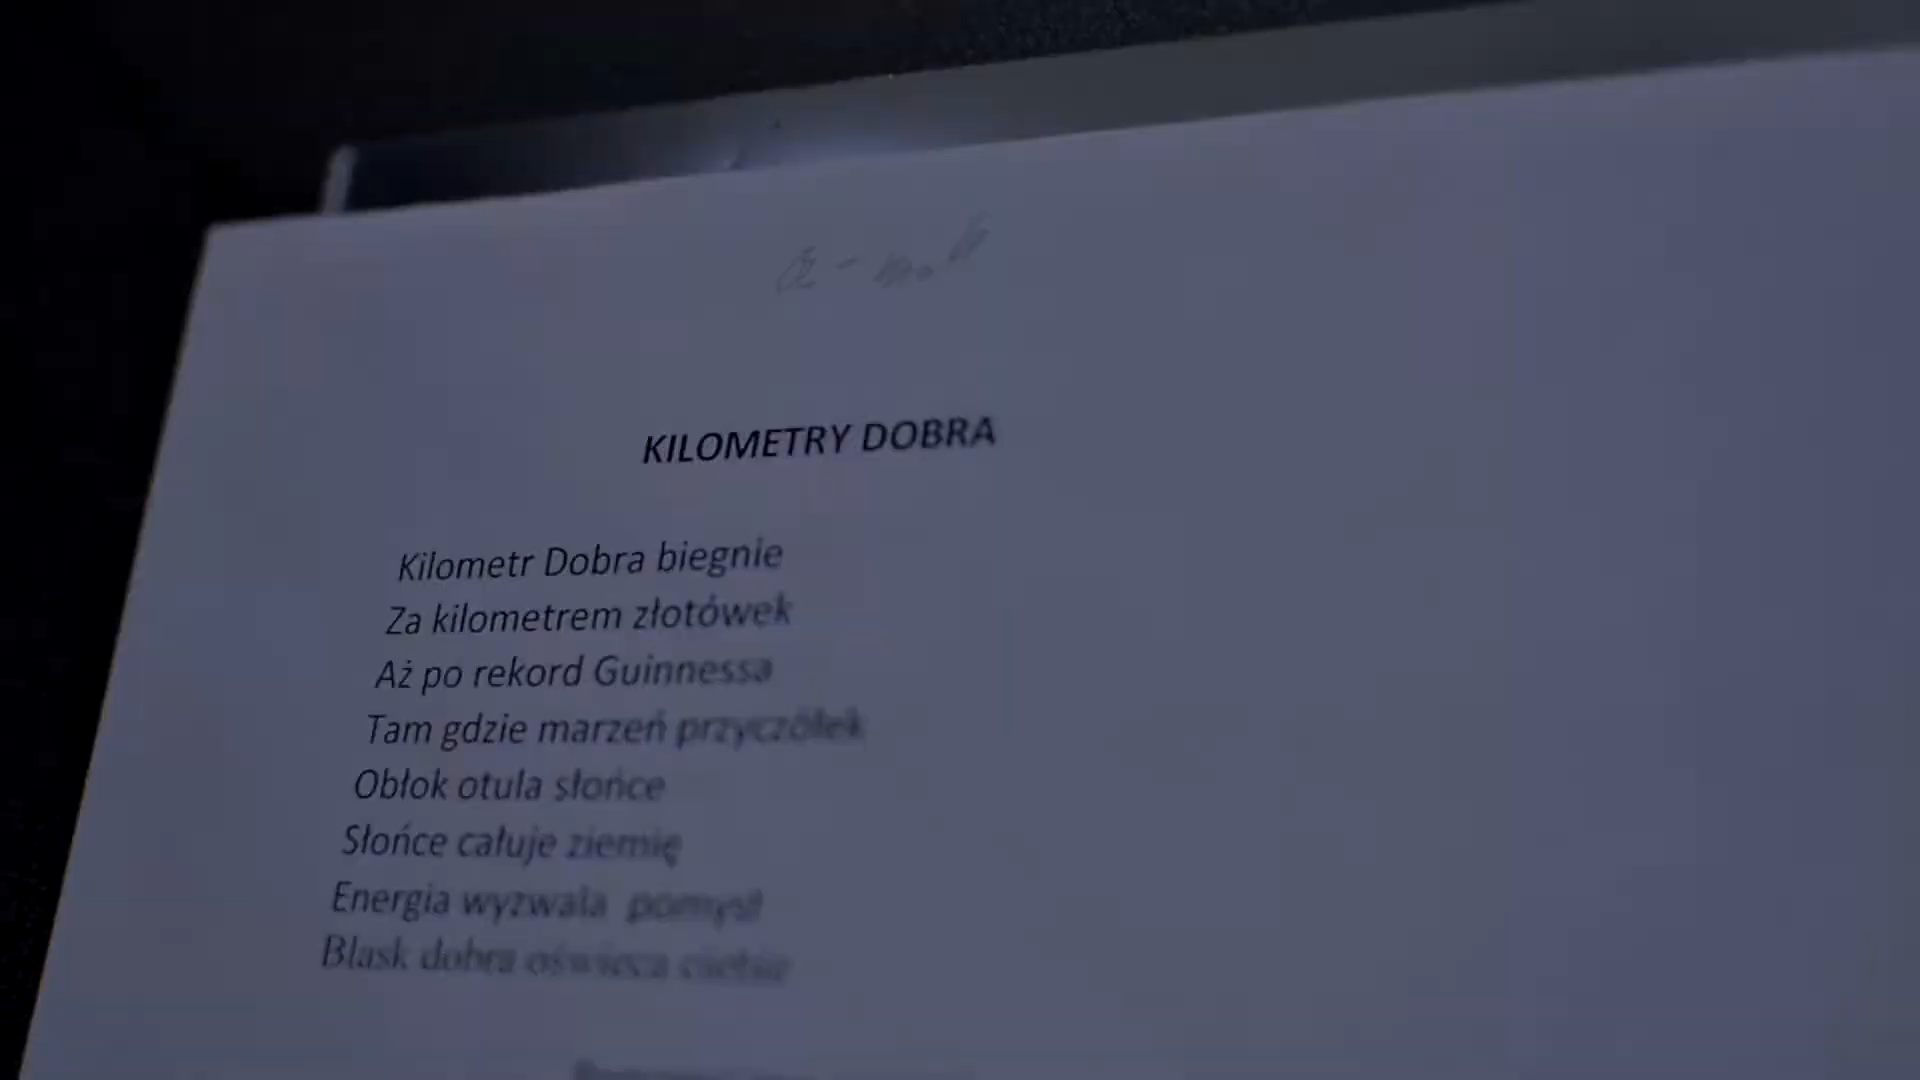 a - moll
KILOMETRY DOBRA
Kilometr Dobra biegnie
Za kilometrem złotówek
Aż po rekord Guinnessa
Tam gdzie marzeń przyczółek
Obłok otula słońce
Słońce całuje ziemię
Energia wyzwala pomysł
Blask dobra oświeca ciebie